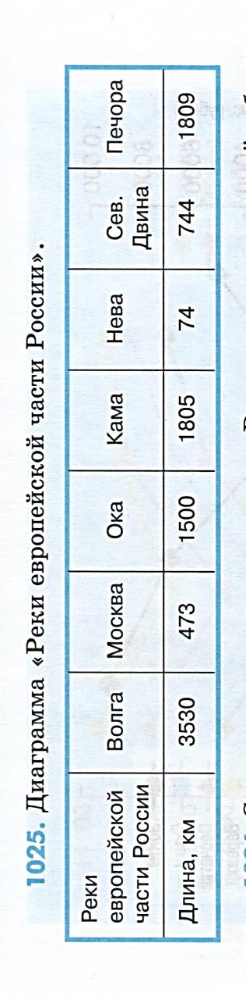 1025. Диаграмма «Реки европейской части России».
Реки европейской части России Волга Москва Ока Кама Нева Сев. Двина Печора
Длина, км 3530 473 1500 1805 74 744 1809